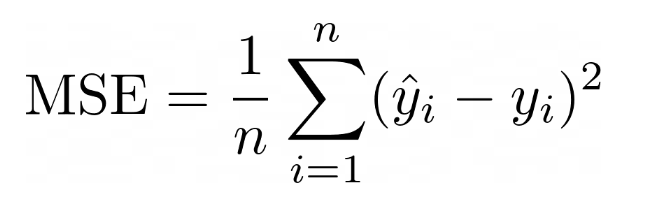 MSE = \frac{1}{n} \sum_{i=1}^{n} (\hat{y}_i - y_i)^2